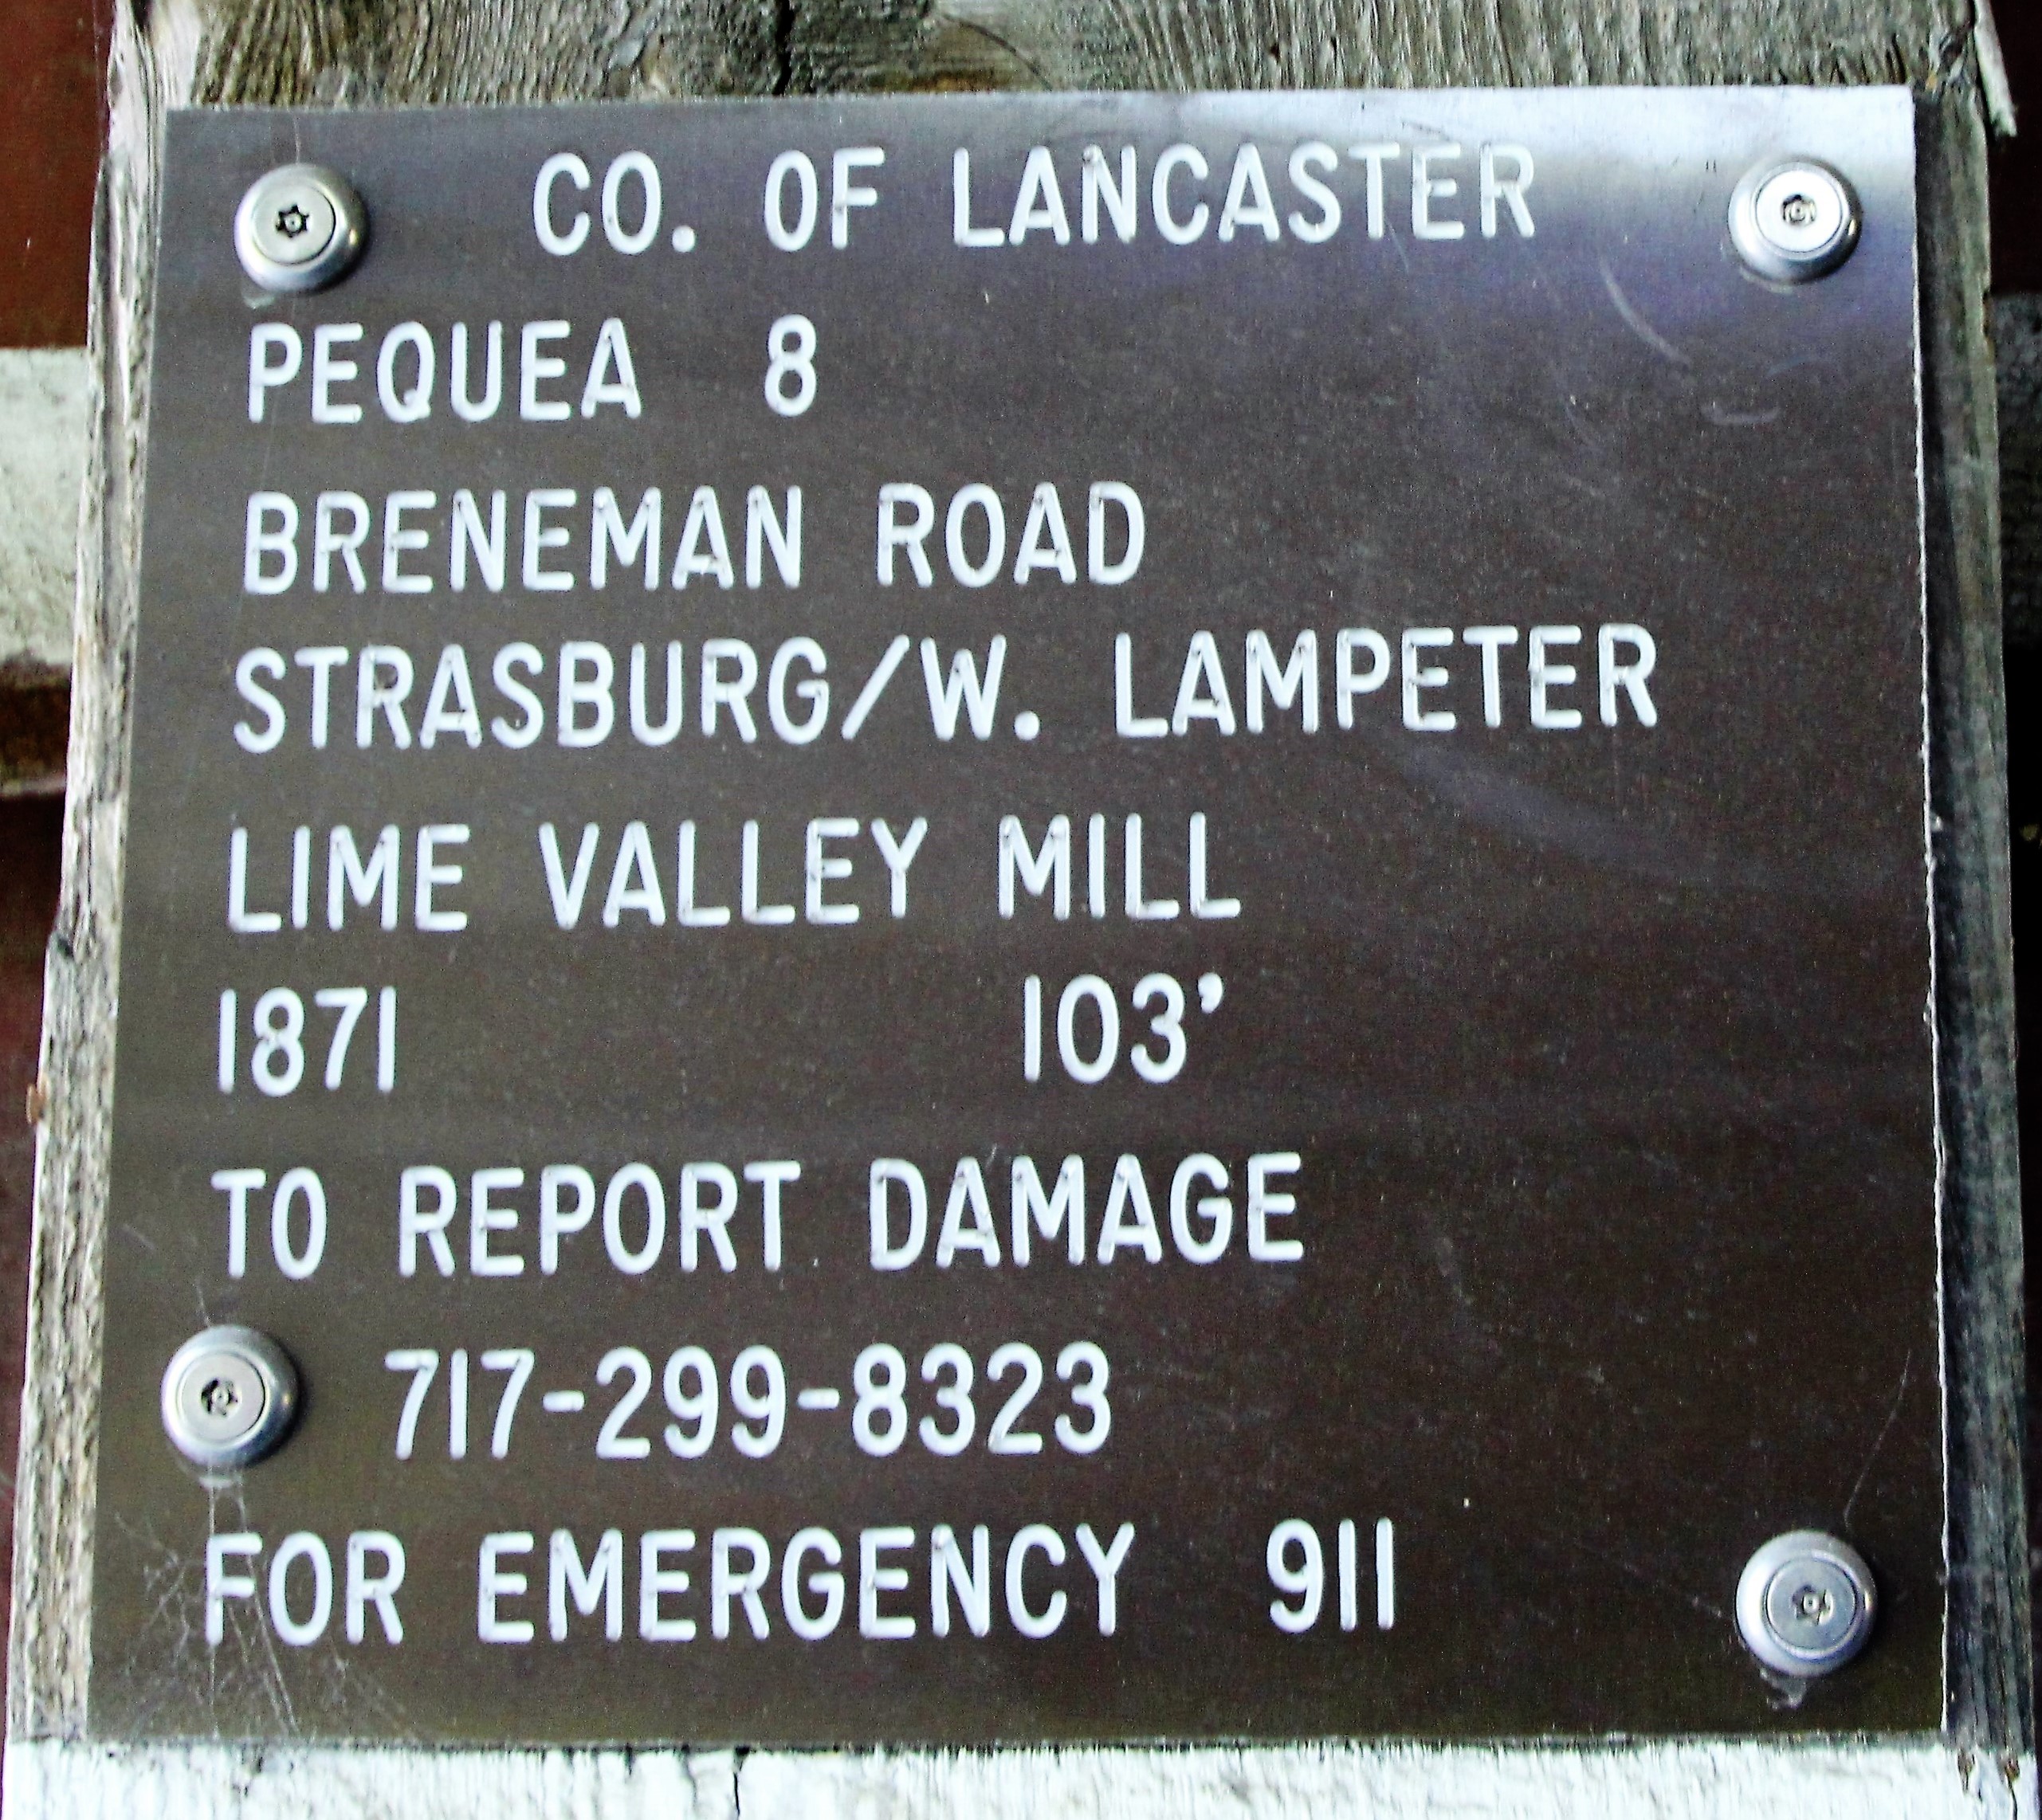 CO. OF LANCASTER
PEQUEA 8
BRENEMAN ROAD
STRASBURG/W. LAMPETER
LIME VALLEY MILL
1871 103'
TO REPORT DAMAGE
717-299-8323
FOR EMERGENCY 911